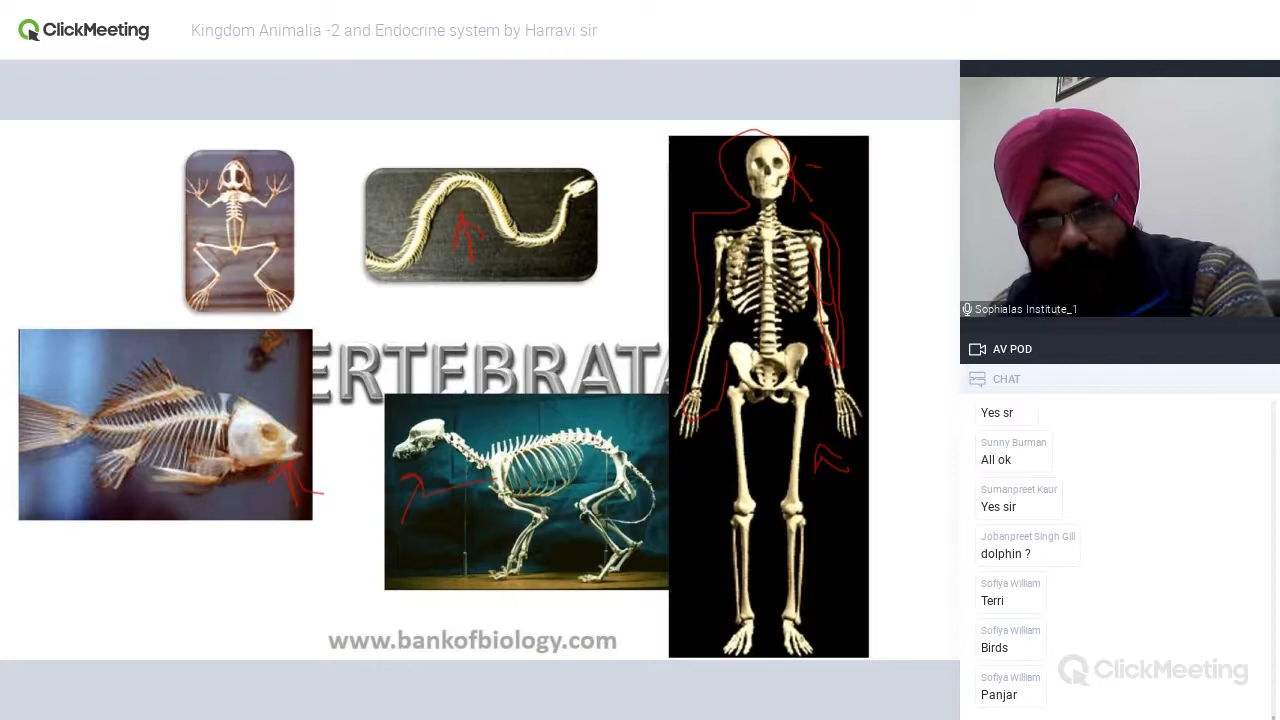 ClickMeeting
Kingdom Animalia -2 and Endocrine system by Harravi sir
ERTEBRATA
www.bankofbiology.com
Sophialas Institute_1
AV POD
CHAT
Yes sr
Sunny Burman
All ok
Sumanpreet Kaur
Yes sir
Jobanpreet Singh Gill
dolphin ?
Sofiya William
Terri
Sofiya William
Birds
Sofiya William
Panjar
ClickMeeting